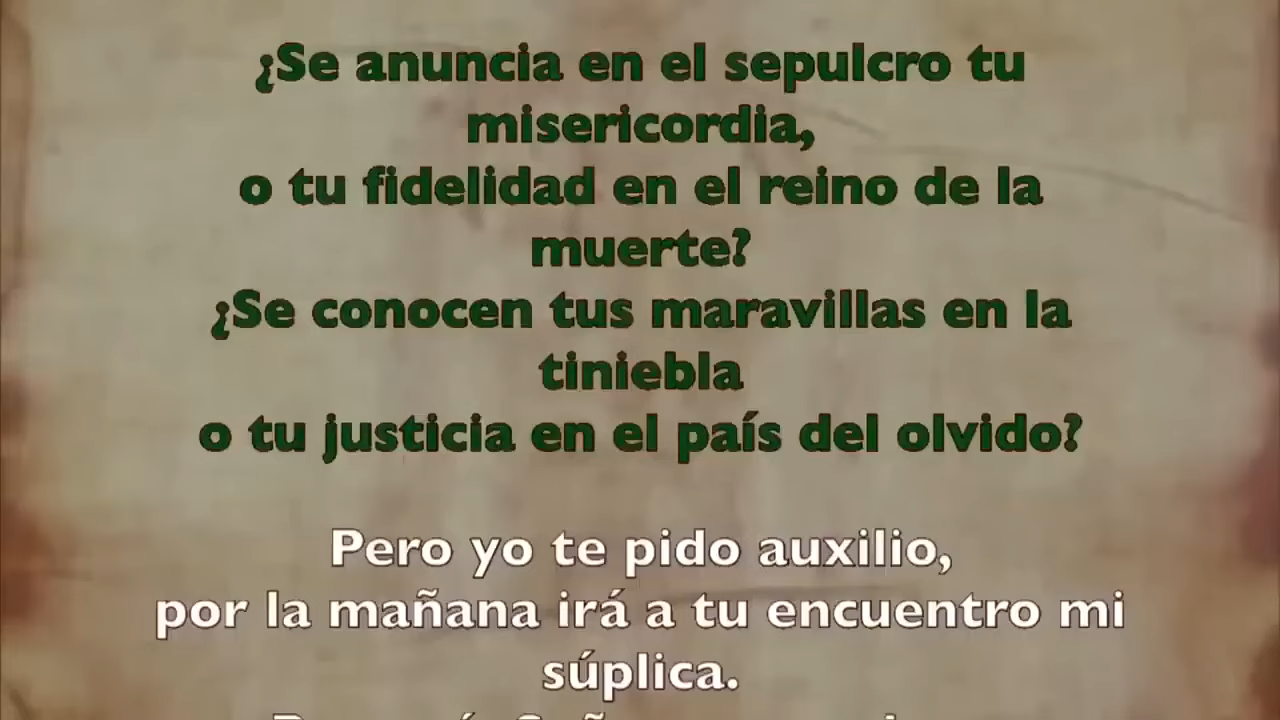 ¿Se anuncia en el sepulcro tu
misericordia,
o tu fidelidad en el reino de la
muerte?
¿Se conocen tus maravillas en la
tiniebla
o tu justicia en el país del olvido?
Pero yo te pido auxilio,
por la mañana irá a tu encuentro mi
súplica.